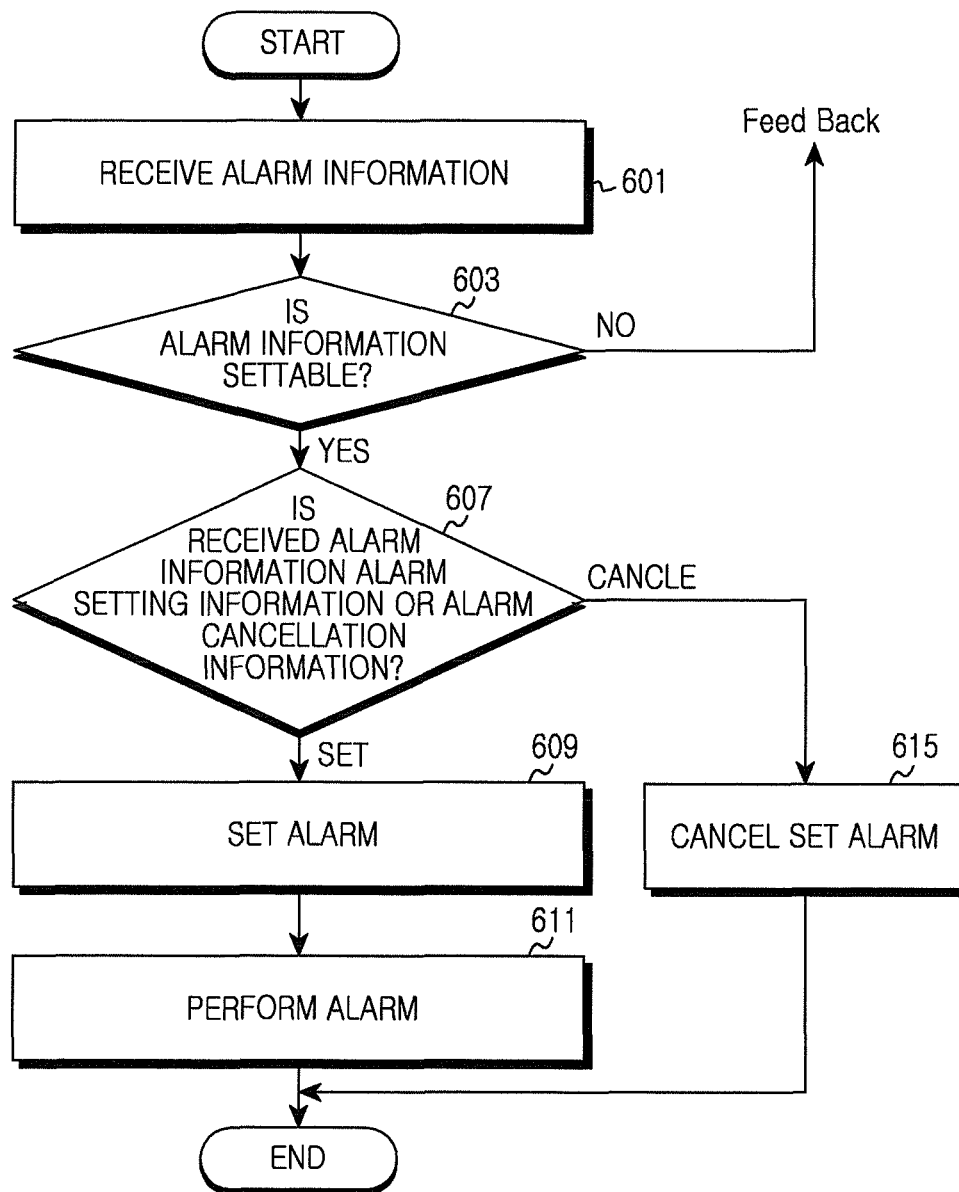 START
RECEIVE ALARM INFORMATION
601
Feed Back
603
IS
ALARM INFORMATION
SETTABLE?
NO
YES
607
IS
RECEIVED ALARM
INFORMATION ALARM
SETTING INFORMATION OR ALARM
CANCELLATION
INFORMATION?
CANCLE
SET
609
SET ALARM
615
CANCEL SET ALARM
611
PERFORM ALARM
END